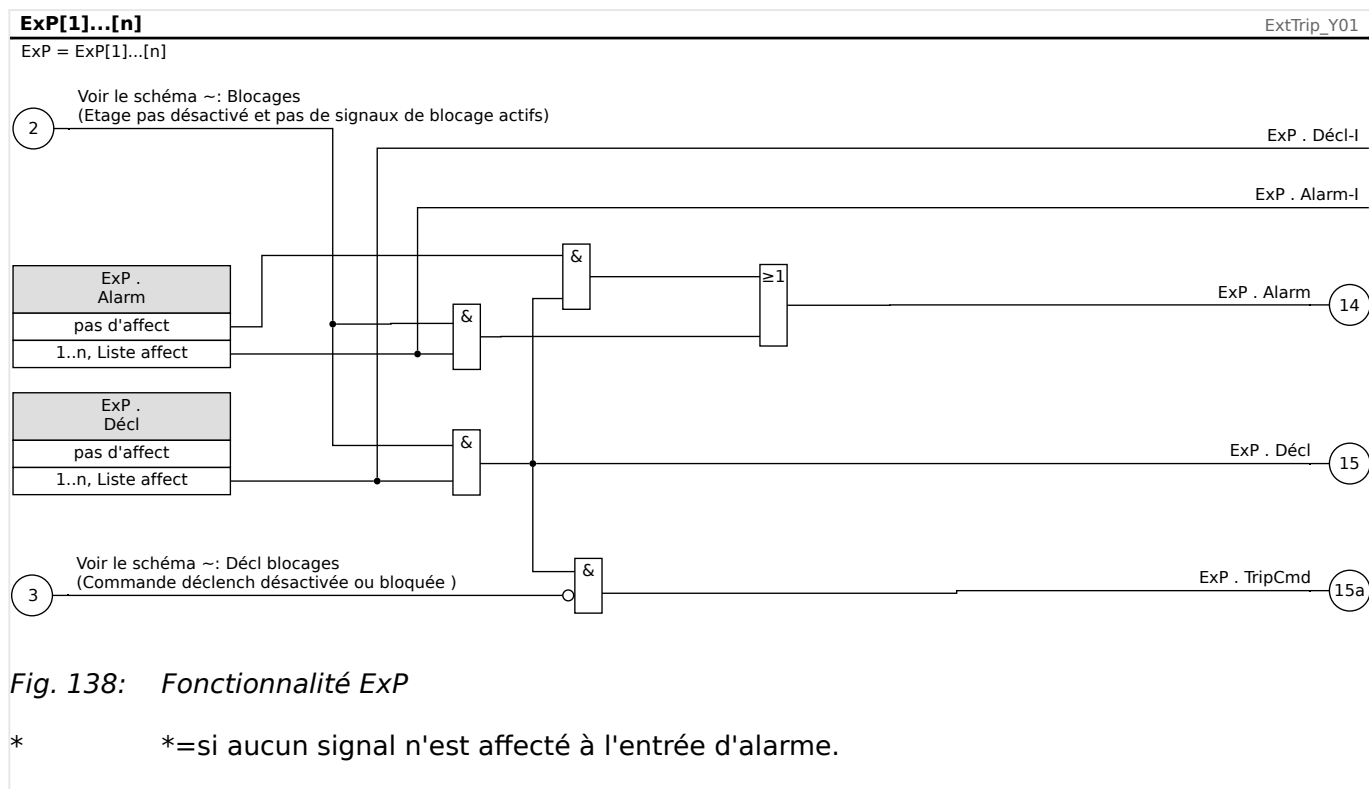 ExP[1]...[n]
ExtTrip_Y01
ExP = ExP[1]...[n]
Voir le schéma ~: Blocages
(Etage pas désactivé et pas de signaux de blocage actifs)
2
ExP . Décl-I
ExP . Alarm-I
&
≥1
ExP .
Alarm
pas d'affect
1..n, Liste affect
&
ExP . Alarm
14
ExP .
Décl
pas d'affect
1..n, Liste affect
&
ExP . Décl
15
Voir le schéma ~: Décl blocages
(Commande déclench désactivée ou bloquée )
3
&
ExP . TripCmd
15a
Fig. 138: Fonctionnalité ExP
* *=si aucun signal n'est affecté à l'entrée d'alarme.